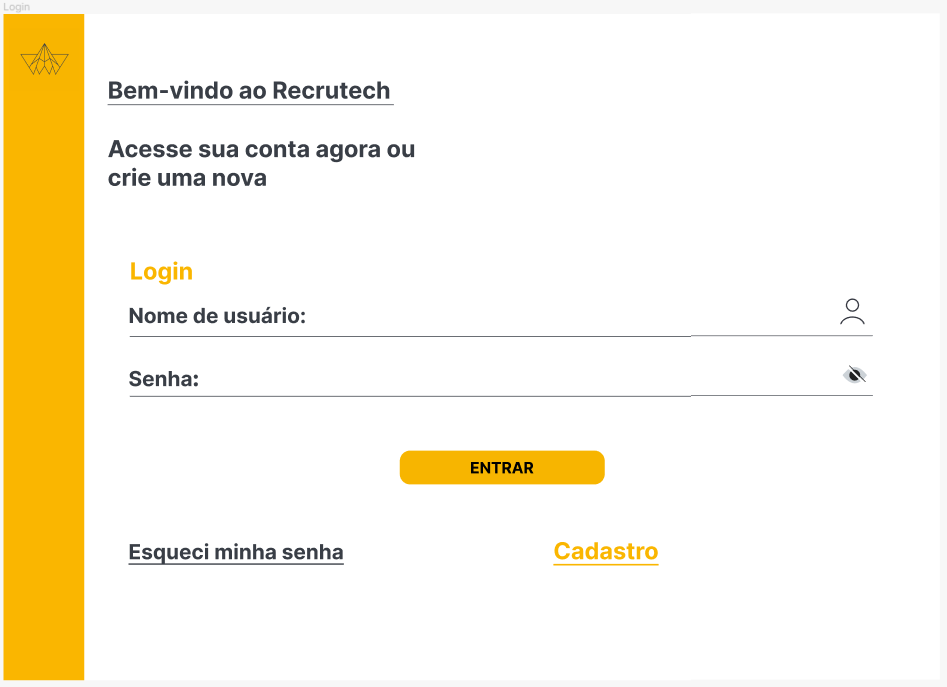 Login
Bem-vindo ao Recrutech
Acesse sua conta agora ou
crie uma nova
Login
Nome de usuário:
Senha:
ENTRAR
Esqueci minha senha
Cadastro